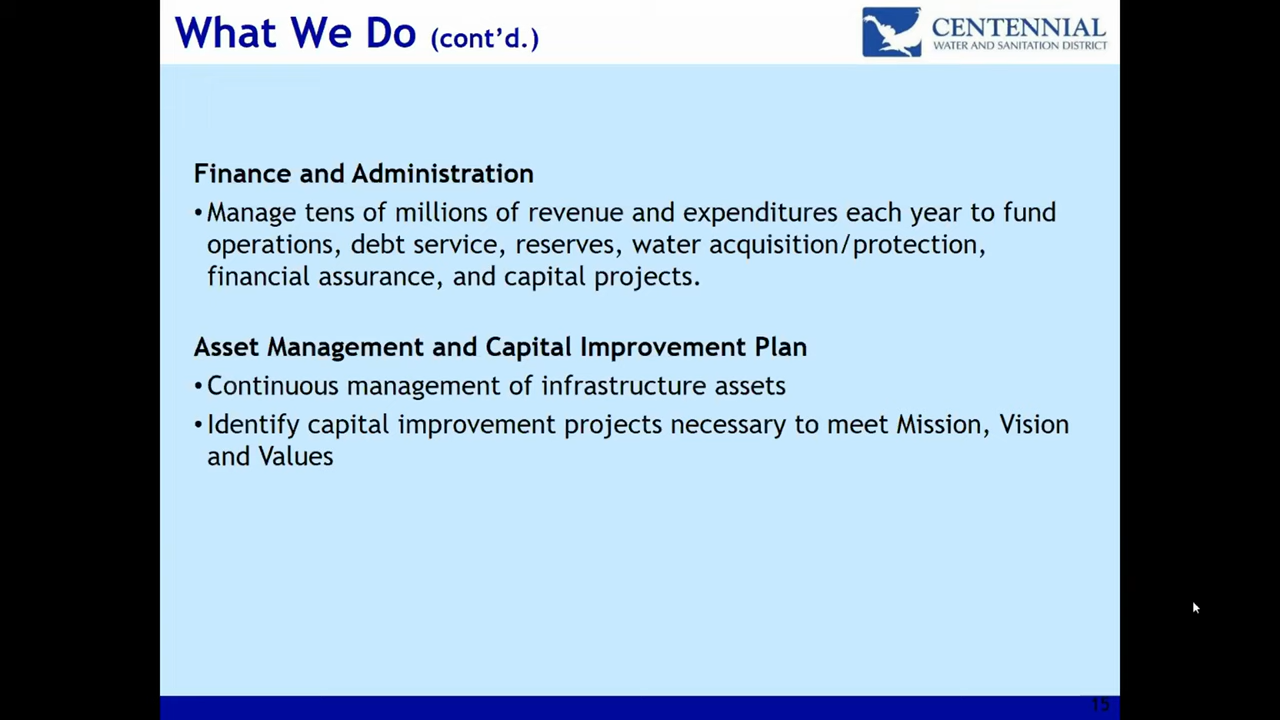 What We Do (cont’d.)
CENTENNIAL
WATER AND SANITATION DISTRICT
Finance and Administration
•Manage tens of millions of revenue and expenditures each year to fund
operations, debt service, reserves, water acquisition/protection,
financial assurance, and capital projects.
Asset Management and Capital Improvement Plan
•Continuous management of infrastructure assets
•Identify capital improvement projects necessary to meet Mission, Vision
and Values
15